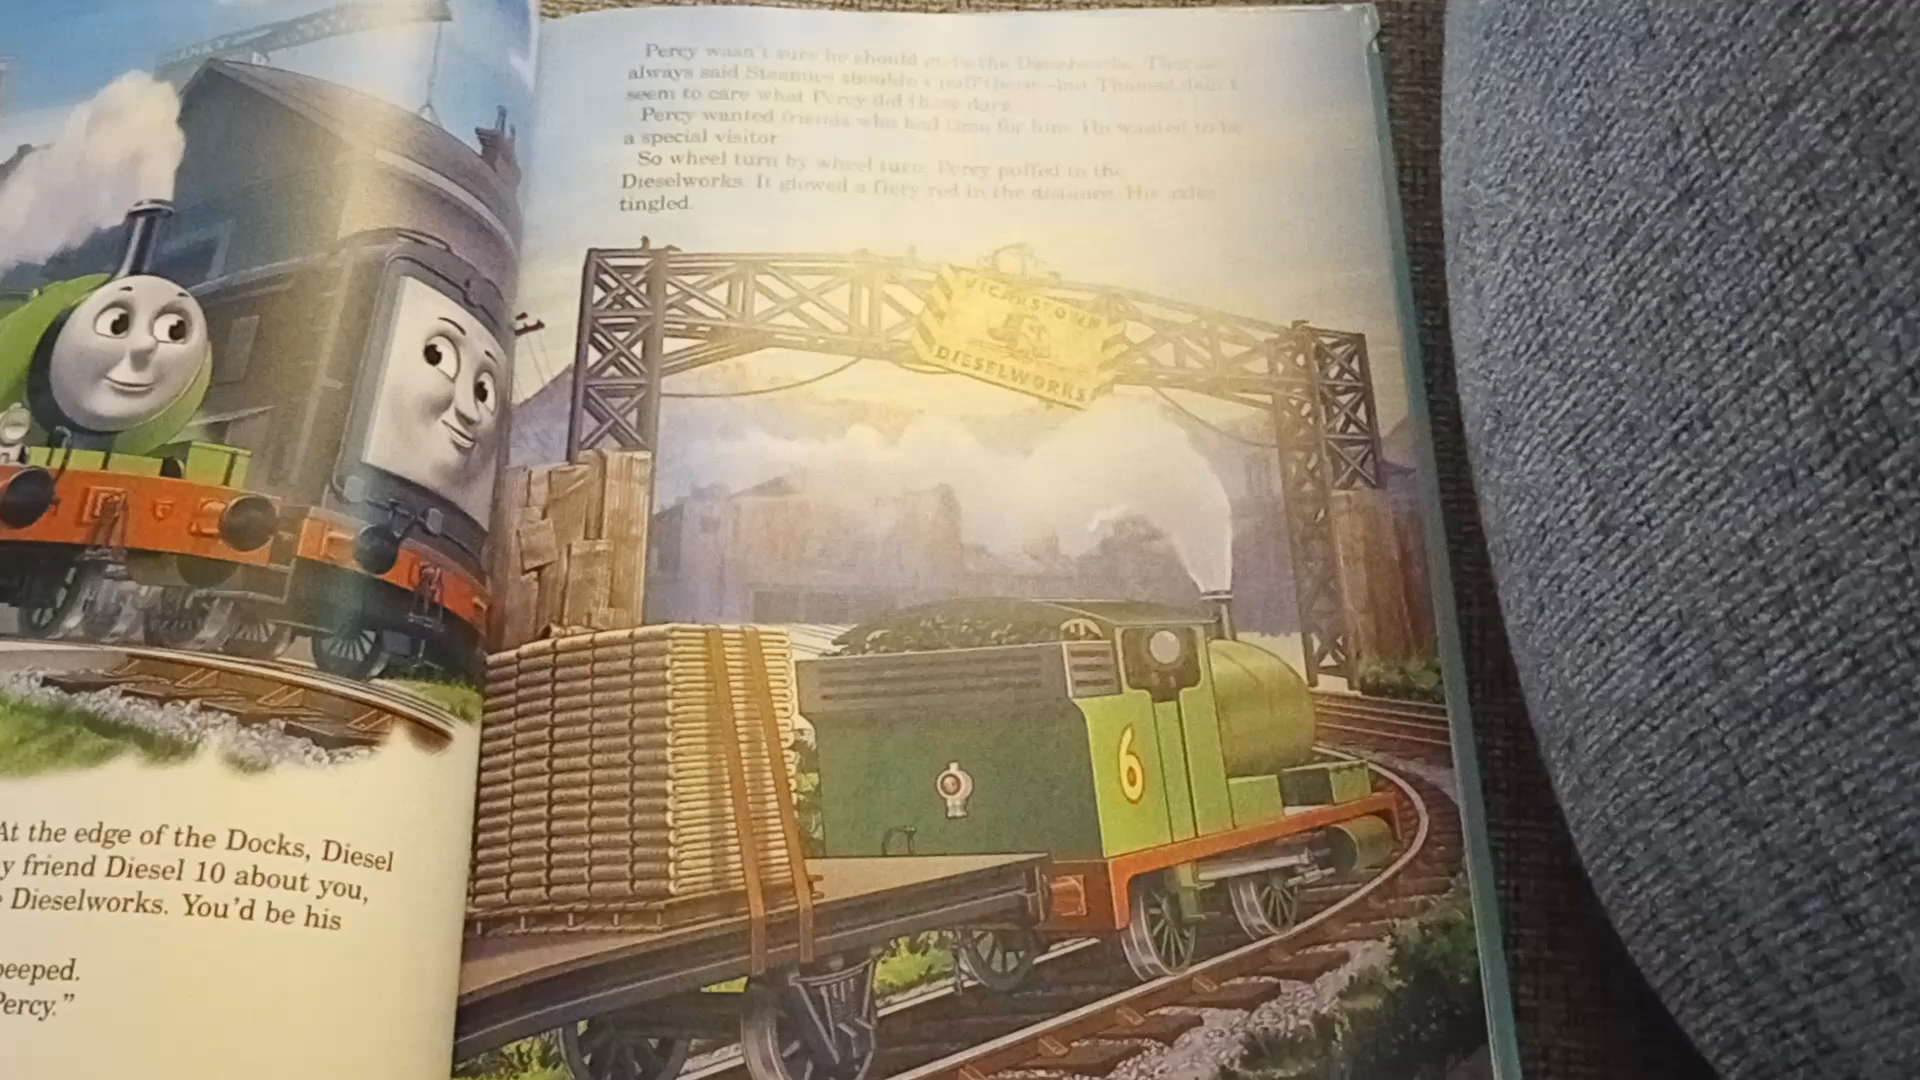 At the edge of the Docks, Diesel
y friend Diesel 10 about you,
Dieselworks. You'd be his
peeped.
Percy."
Percy wasn't sure he should go to the Dieselworks. Thomas
always said Steamies shouldn't puff there—but Thomas didn't
seem to care what Percy did these days.
Percy wanted friends who had time for him. He wanted to be
a special visitor
So wheel turn by wheel turn, Percy puffed to the
Dieselworks. It glowed a fiery red in the distance. His axles
tingled.
VICARSTOWN
DIESELWORKS
6